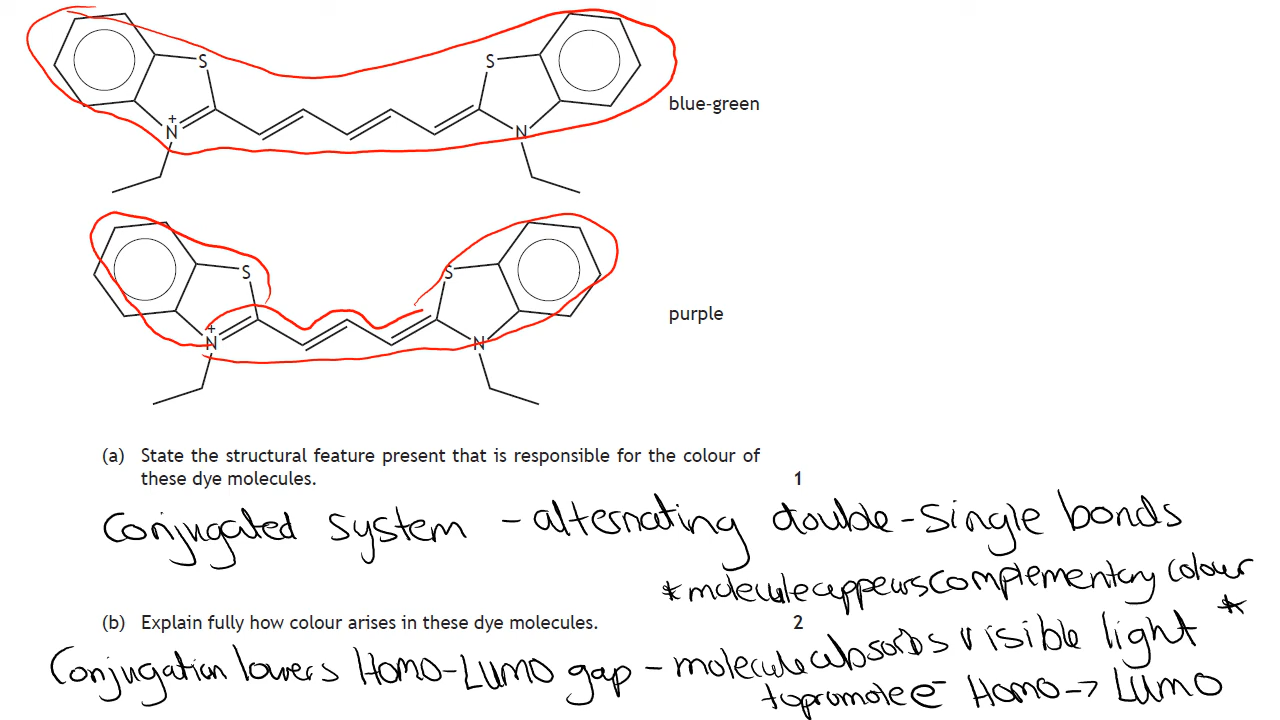 S
S
blue-green
+
N
N
S
S
purple
+
N
N
(a) State the structural feature present that is responsible for the colour of
these dye molecules. 1
Conjugated system - alternating double-single bonds
*molecule appears complementary colour
*
(b) Explain fully how colour arises in these dye molecules. 2
Conjugation lowers Homo-Lumo gap - molecule absorbs visible light
to promote e⁻ Homo -> Lumo